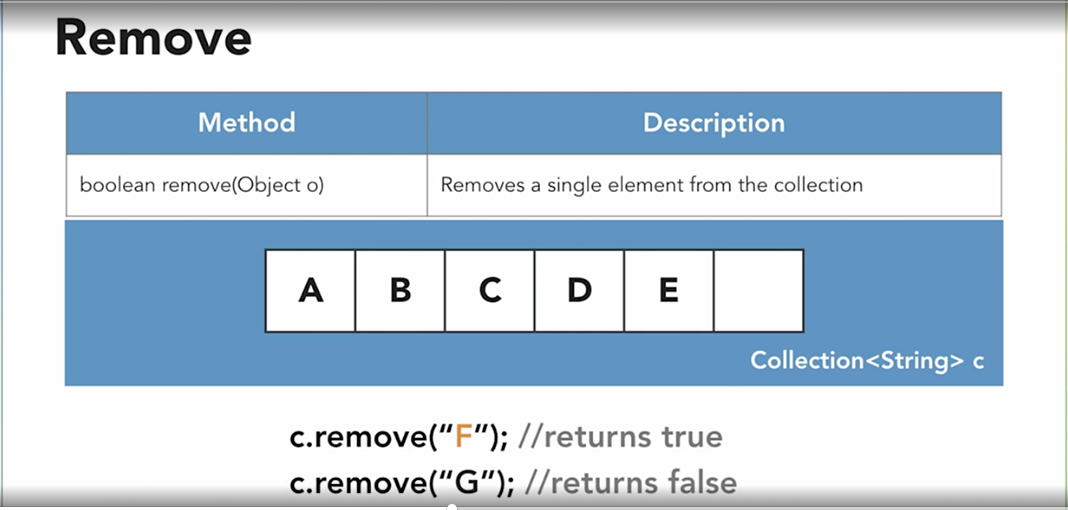 Remove
Method Description
boolean remove(Object o) Removes a single element from the collection
A B C D E
Collection<String> c
c.remove(“F”); //returns true
c.remove(“G”); //returns false